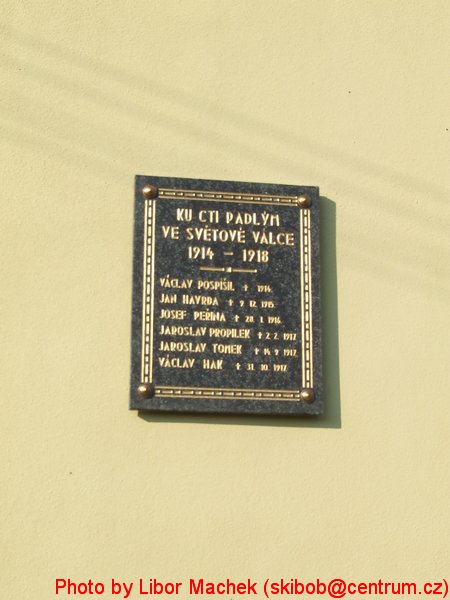 KU CTI PADLÝM
VE SVĚTOVÉ VÁLCE
1914 – 1918
VÁCLAV POSPÍŠIL † 1914.
JAN HAVRDA † 9. 12. 1915.
JOSEF PEŘINA † 28. 1. 1916.
JAROSLAV PROPILEK † 2. 2. 1917.
JAROSLAV TOMEK † 14. 9. 1917.
VÁCLAV HAK † 31. 10. 1917.
Photo by Libor Machek (skibob@centrum.cz)